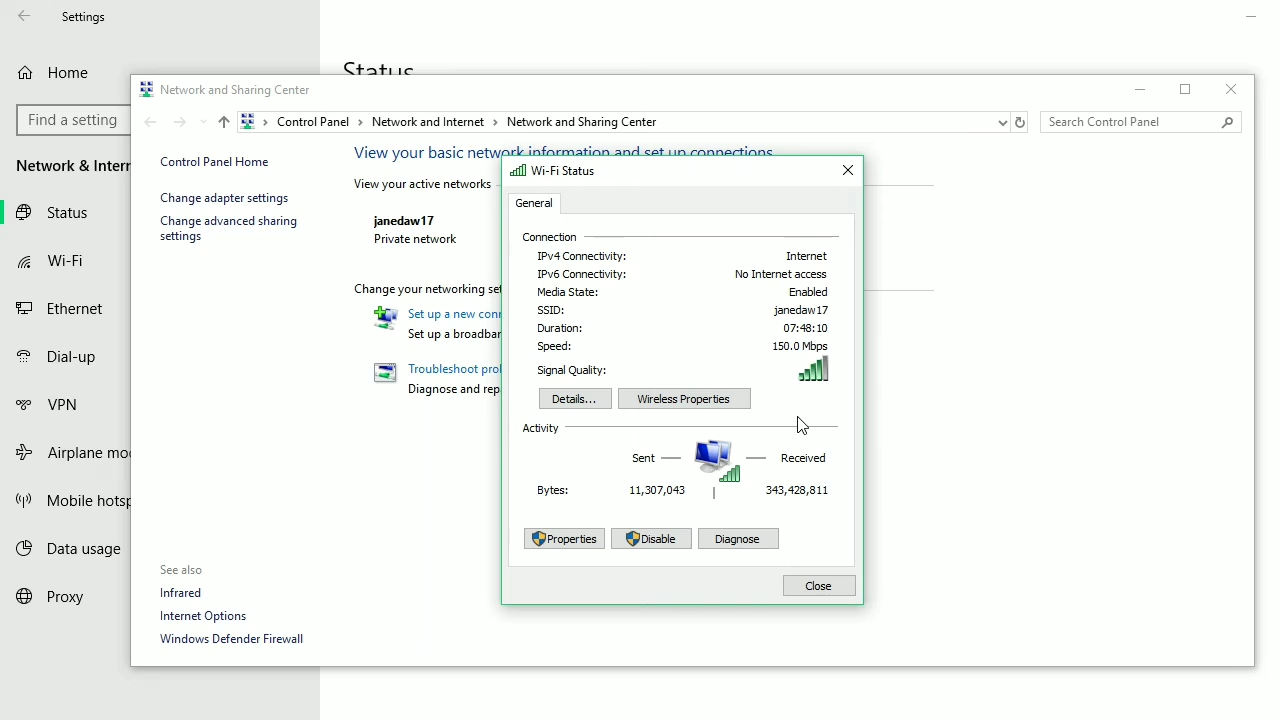 Settings
Home
Find a setting
Network & Intern
Status
Wi-Fi
Ethernet
Dial-up
VPN
Airplane mo
Mobile hotsp
Data usage
Proxy
Status
Network and Sharing Center
Control Panel > Network and Internet > Network and Sharing Center
Search Control Panel
Control Panel Home
Change adapter settings
Change advanced sharing
settings
See also
Infrared
Internet Options
Windows Defender Firewall
View your basic network information and set up connections
View your active networks
janedaw17
Private network
Change your networking set
Set up a new conn
Set up a broadban
Troubleshoot prob
Diagnose and rep
Wi-Fi Status
General
Connection
IPv4 Connectivity: Internet
IPv6 Connectivity: No Internet access
Media State: Enabled
SSID: janedaw17
Duration: 07:48:10
Speed: 150.0 Mbps
Signal Quality:
Details...
Wireless Properties
Activity
Sent — Received
Bytes: 11,307,043 | 343,428,811
Properties
Disable
Diagnose
Close